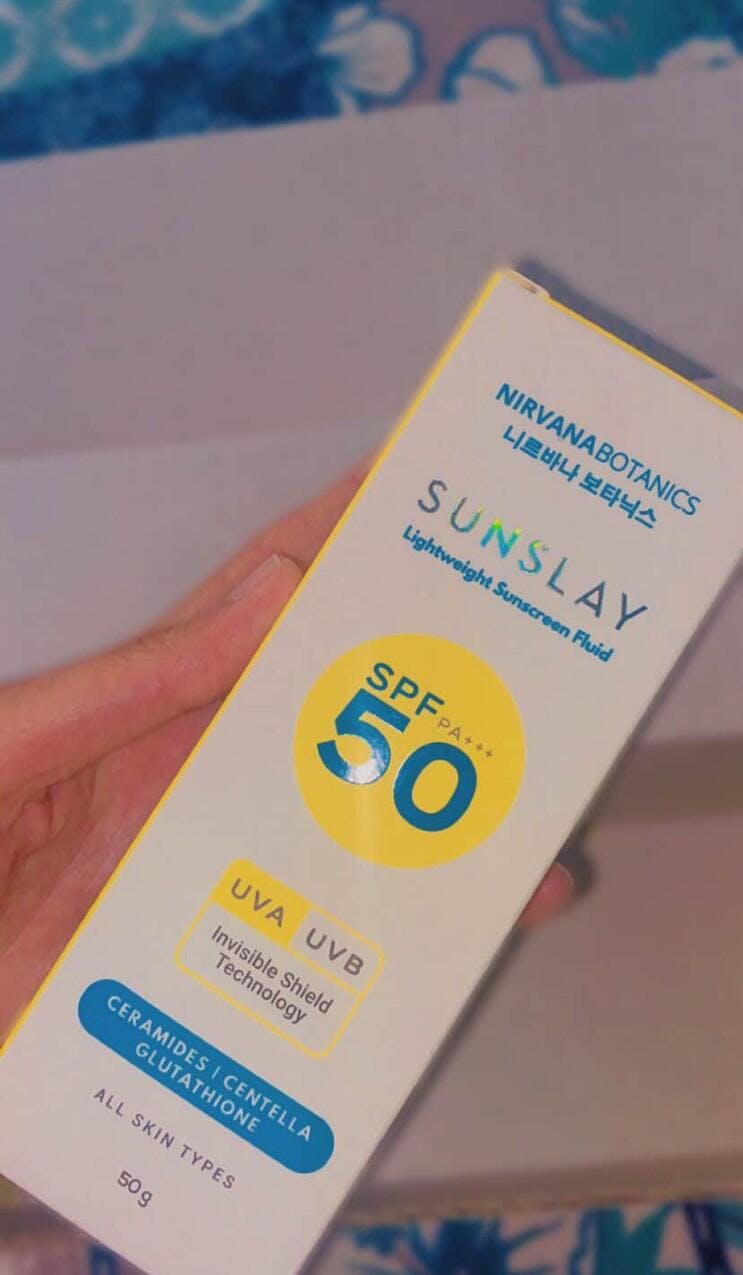 NIRVANABOTANICS
니르바나 보타닉스
SUNSLAY
Lightweight Sunscreen Fluid
SPF
PA+++
50
UVA UVB
Invisible Shield
Technology
CERAMIDES | CENTELLA
GLUTATHIONE
ALL SKIN TYPES
50g